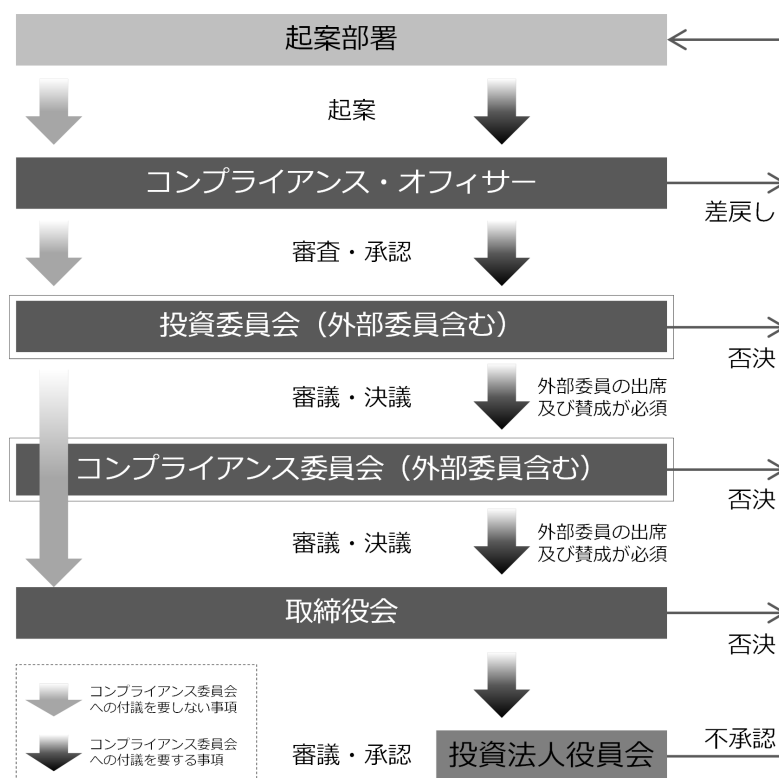 起案部署
起案
コンプライアンス・オフィサー
差戻し
審査・承認
投資委員会（外部委員含む）
否決
審議・決議
外部委員の出席
及び賛成が必須
コンプライアンス委員会（外部委員含む）
否決
審議・決議
外部委員の出席
及び賛成が必須
取締役会
否決
コンプライアンス委員会
への付議を要しない事項
コンプライアンス委員会
への付議を要する事項
審議・承認
投資法人役員会
不承認